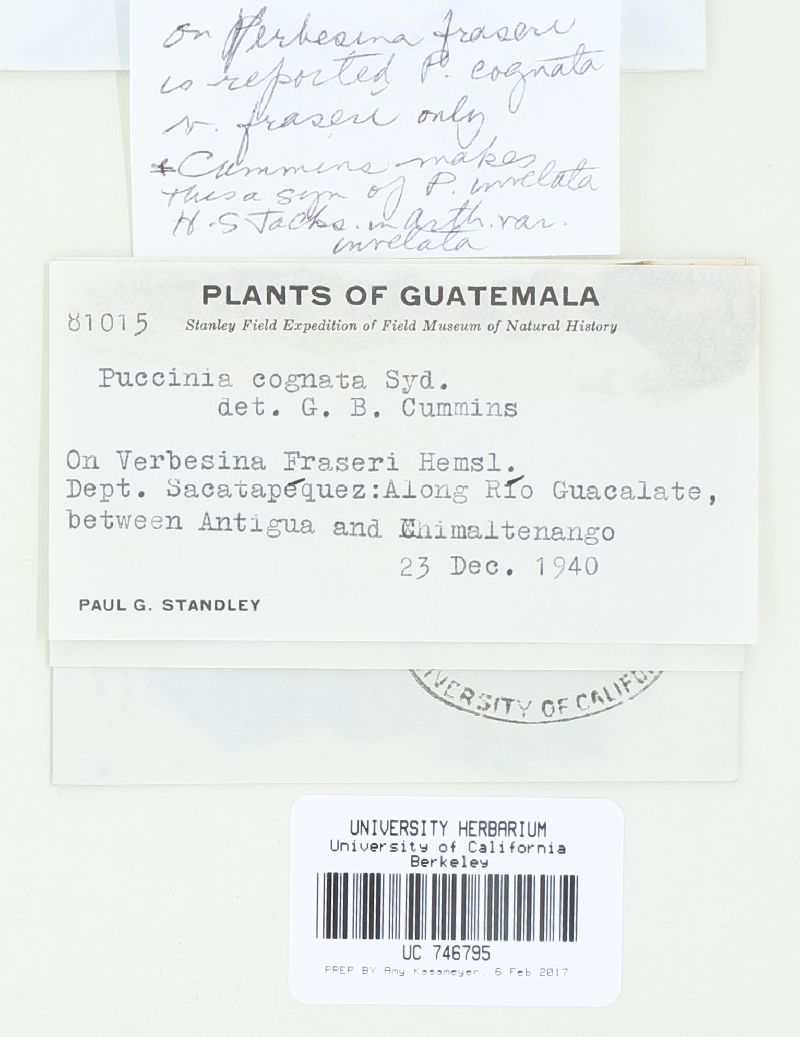 on Verbesina fraseri
is reported P. cognata
v. fraseri only
+ Cummins makes
this a syn of P. invelata
H.S Jacks. in Arth. var.
invelata
PLANTS OF GUATEMALA
81015 Stanley Field Expedition of Field Museum of Natural History
Puccinia cognata Syd.
det. G. B. Cummins
On Verbesina Fraseri Hemsl.
Dept. Sacatapéquez:Along Río Guacalate,
between Antigua and Chimaltenango
23 Dec. 1940
PAUL G. STANDLEY
IVERSITY OF CALIFO
UNIVERSITY HERBARIUM
University of California
Berkeley
UC 746795
PREP BY Amy Kasameyer, 6 Feb 2017